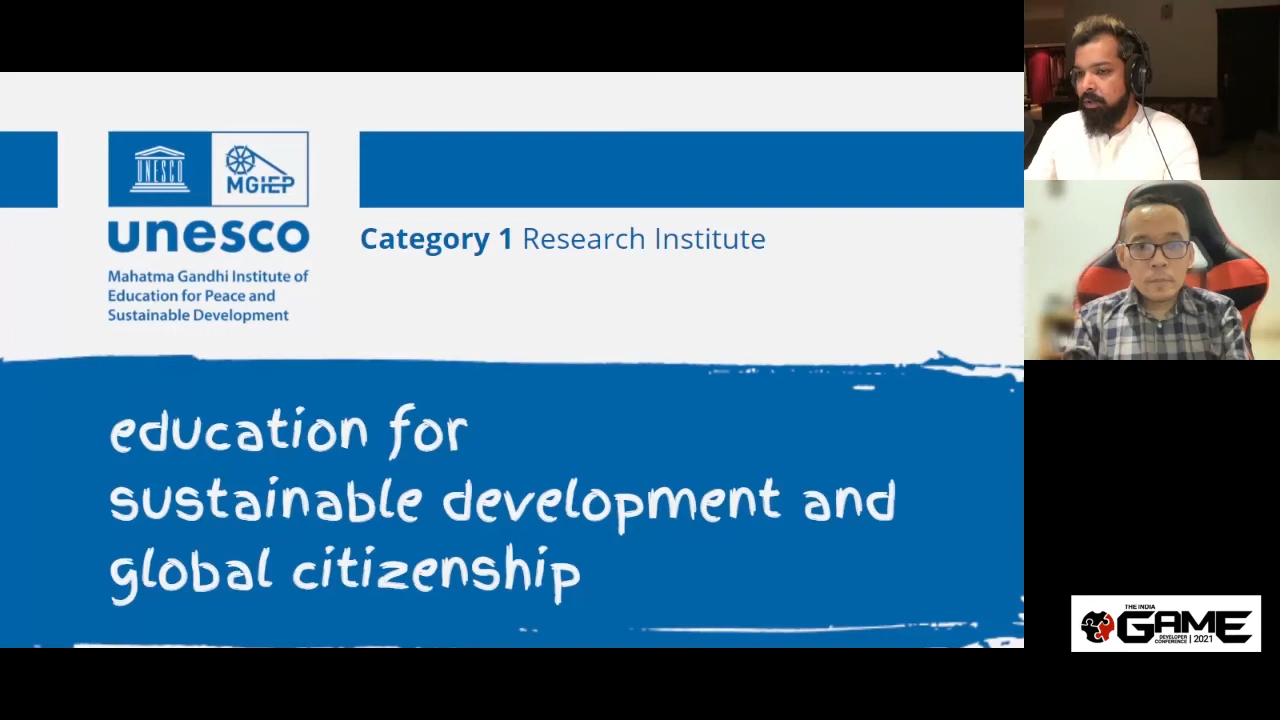 UNESCO
MGIEP
unesco
Category 1 Research Institute
Mahatma Gandhi Institute of
Education for Peace and
Sustainable Development
education for
sustainable development and
global citizenship
THE INDIA
GAME
DEVELOPER
CONFERENCE | 2021